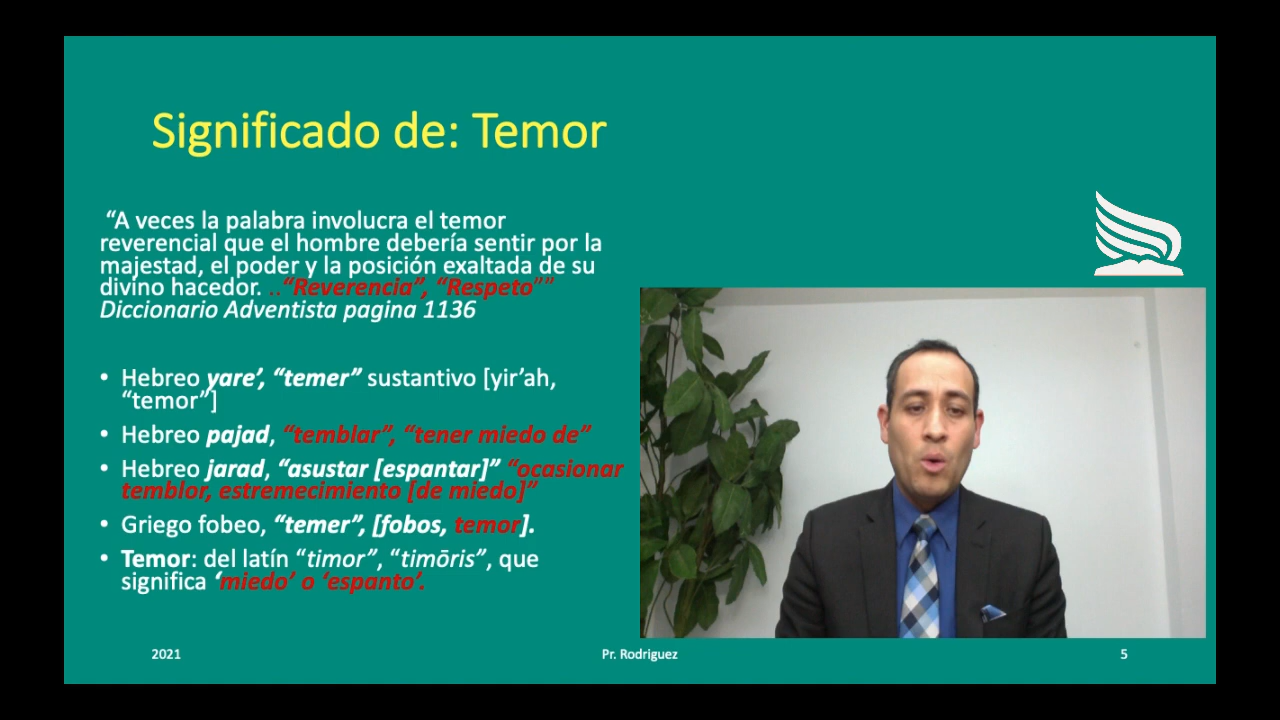 Significado de: Temor
“A veces la palabra involucra el temor
reverencial que el hombre debería sentir por la
majestad, el poder y la posición exaltada de su
divino hacedor. ..“Reverencia”, “Respeto””
Diccionario Adventista pagina 1136
• Hebreo yare’, “temer” sustantivo [yir’ah,
“temor”]
• Hebreo pajad, “temblar”, “tener miedo de”
• Hebreo jarad, “asustar [espantar]” “ocasionar
temblor, estremecimiento [de miedo]”
• Griego fobeo, “temer”, [fobos, temor].
• Temor: del latín “timor”, “timōris”, que
significa ‘miedo’ o ‘espanto’.
2021
Pr. Rodriguez
5